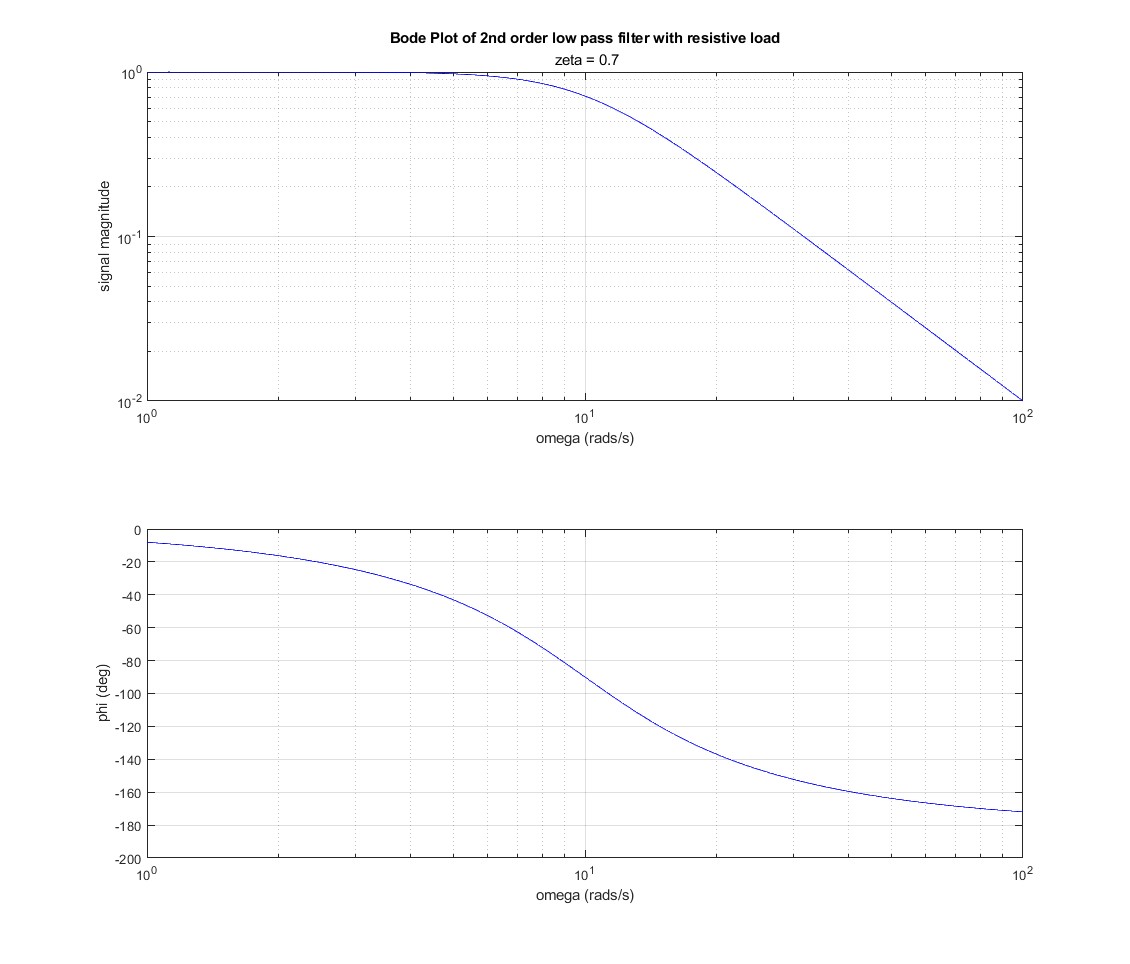 Bode Plot of 2nd order low pass filter with resistive load
zeta = 0.7
10^0
10^-1
10^-2
signal magnitude
10^0 10^1 10^2
omega (rads/s)
0
-20
-40
-60
-80
-100
-120
-140
-160
-180
-200
phi (deg)
10^0 10^1 10^2
omega (rads/s)